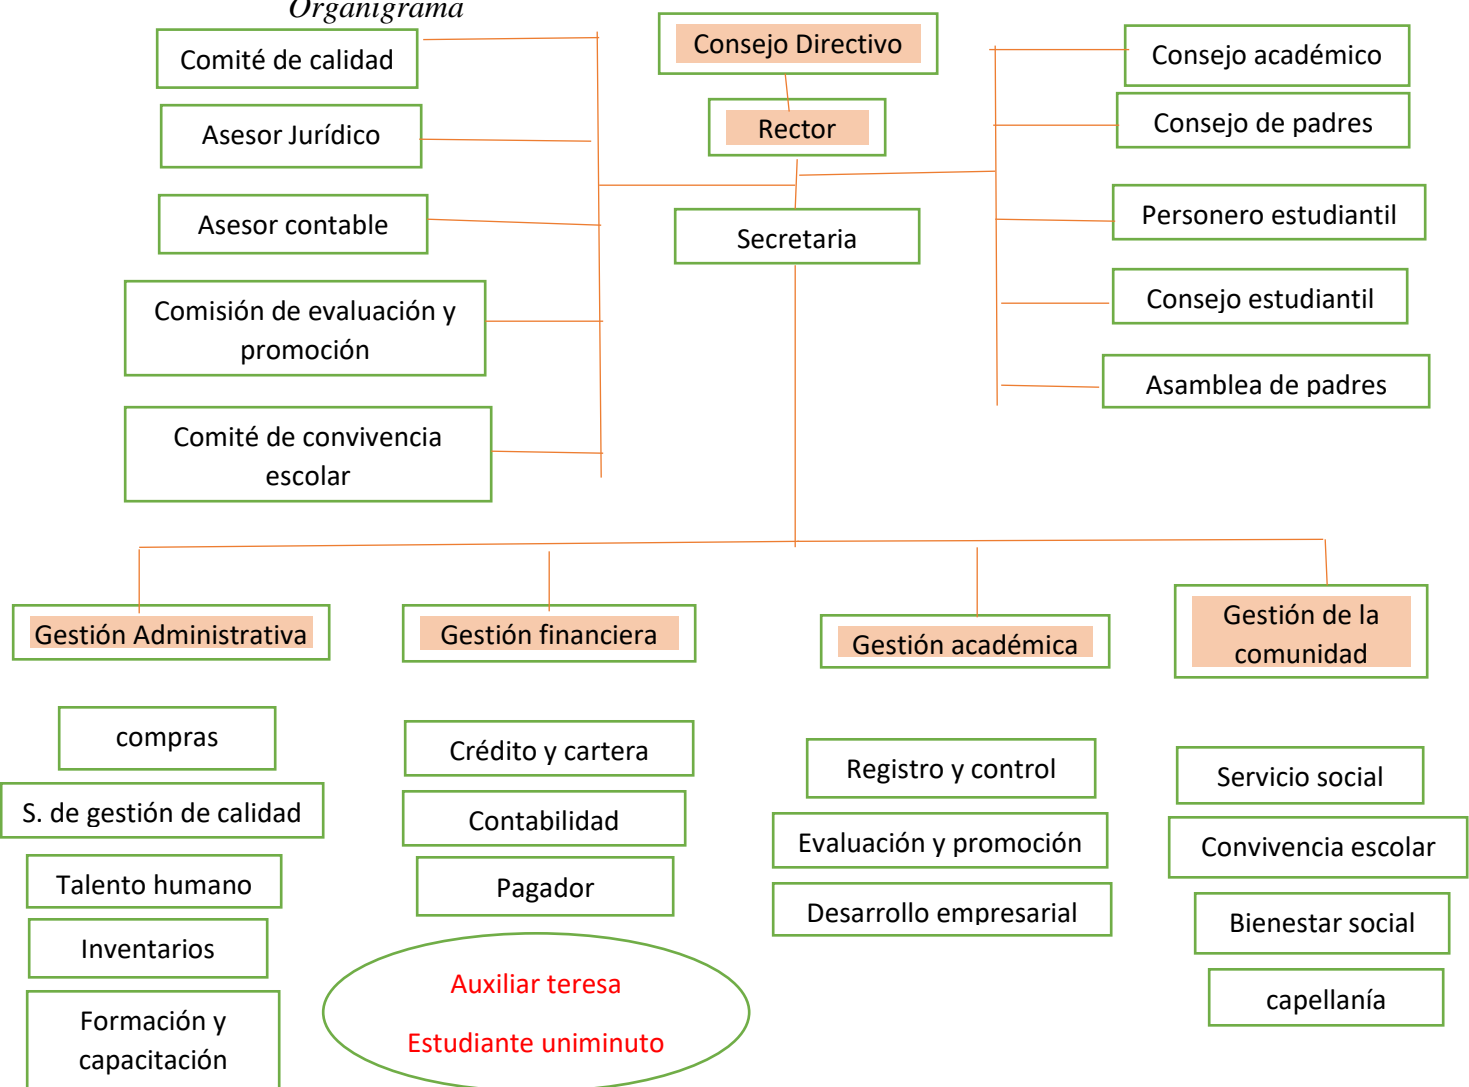 Organigrama
Comité de calidad
Asesor Jurídico
Asesor contable
Comisión de evaluación y
promoción
Comité de convivencia
escolar
Consejo Directivo
Rector
Secretaria
Consejo académico
Consejo de padres
Personero estudiantil
Consejo estudiantil
Asamblea de padres
Gestión Administrativa
compras
S. de gestión de calidad
Talento humano
Inventarios
Formación y
capacitación
Gestión financiera
Crédito y cartera
Contabilidad
Pagador
Auxiliar teresa
Estudiante uniminuto
Gestión académica
Registro y control
Evaluación y promoción
Desarrollo empresarial
Gestión de la
comunidad
Servicio social
Convivencia escolar
Bienestar social
capellanía